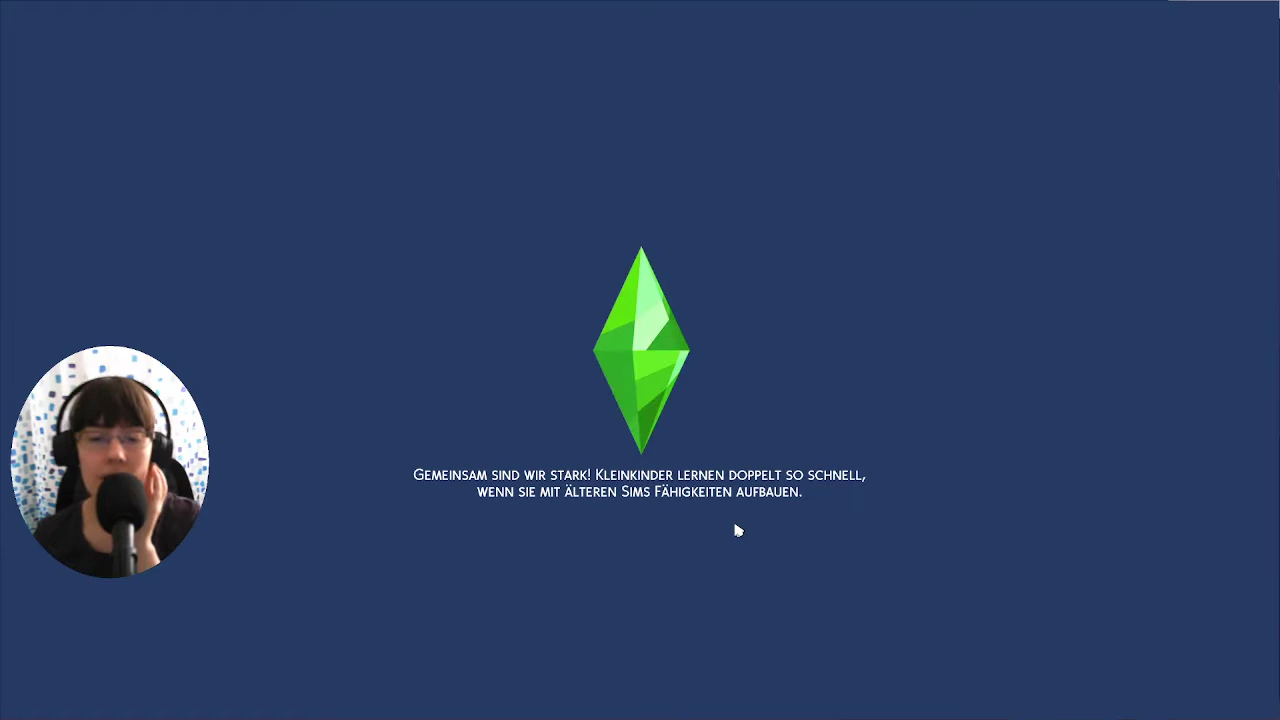 Gemeinsam sind wir stark! Kleinkinder lernen doppelt so schnell,
wenn sie mit älteren Sims Fähigkeiten aufbauen.